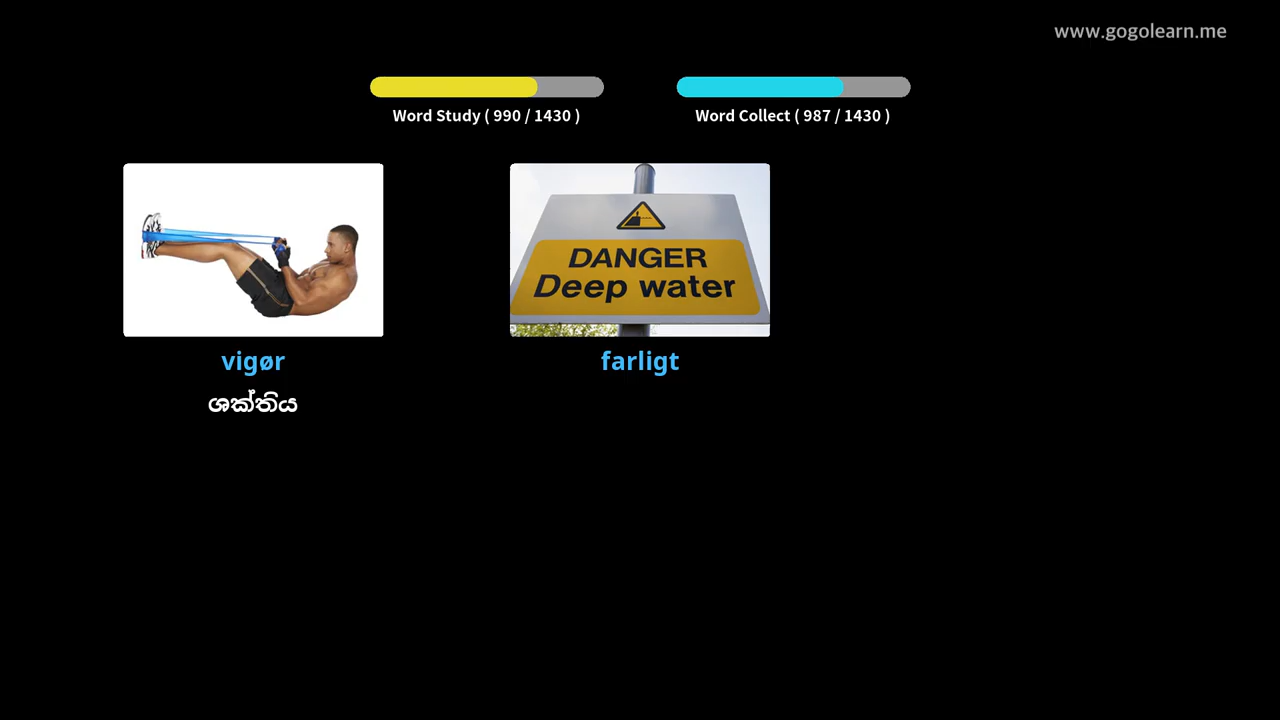 www.gogolearn.me
Word Study ( 990 / 1430 )
Word Collect ( 987 / 1430 )
DANGER
Deep water
vigør
farligt
ශක්තිය